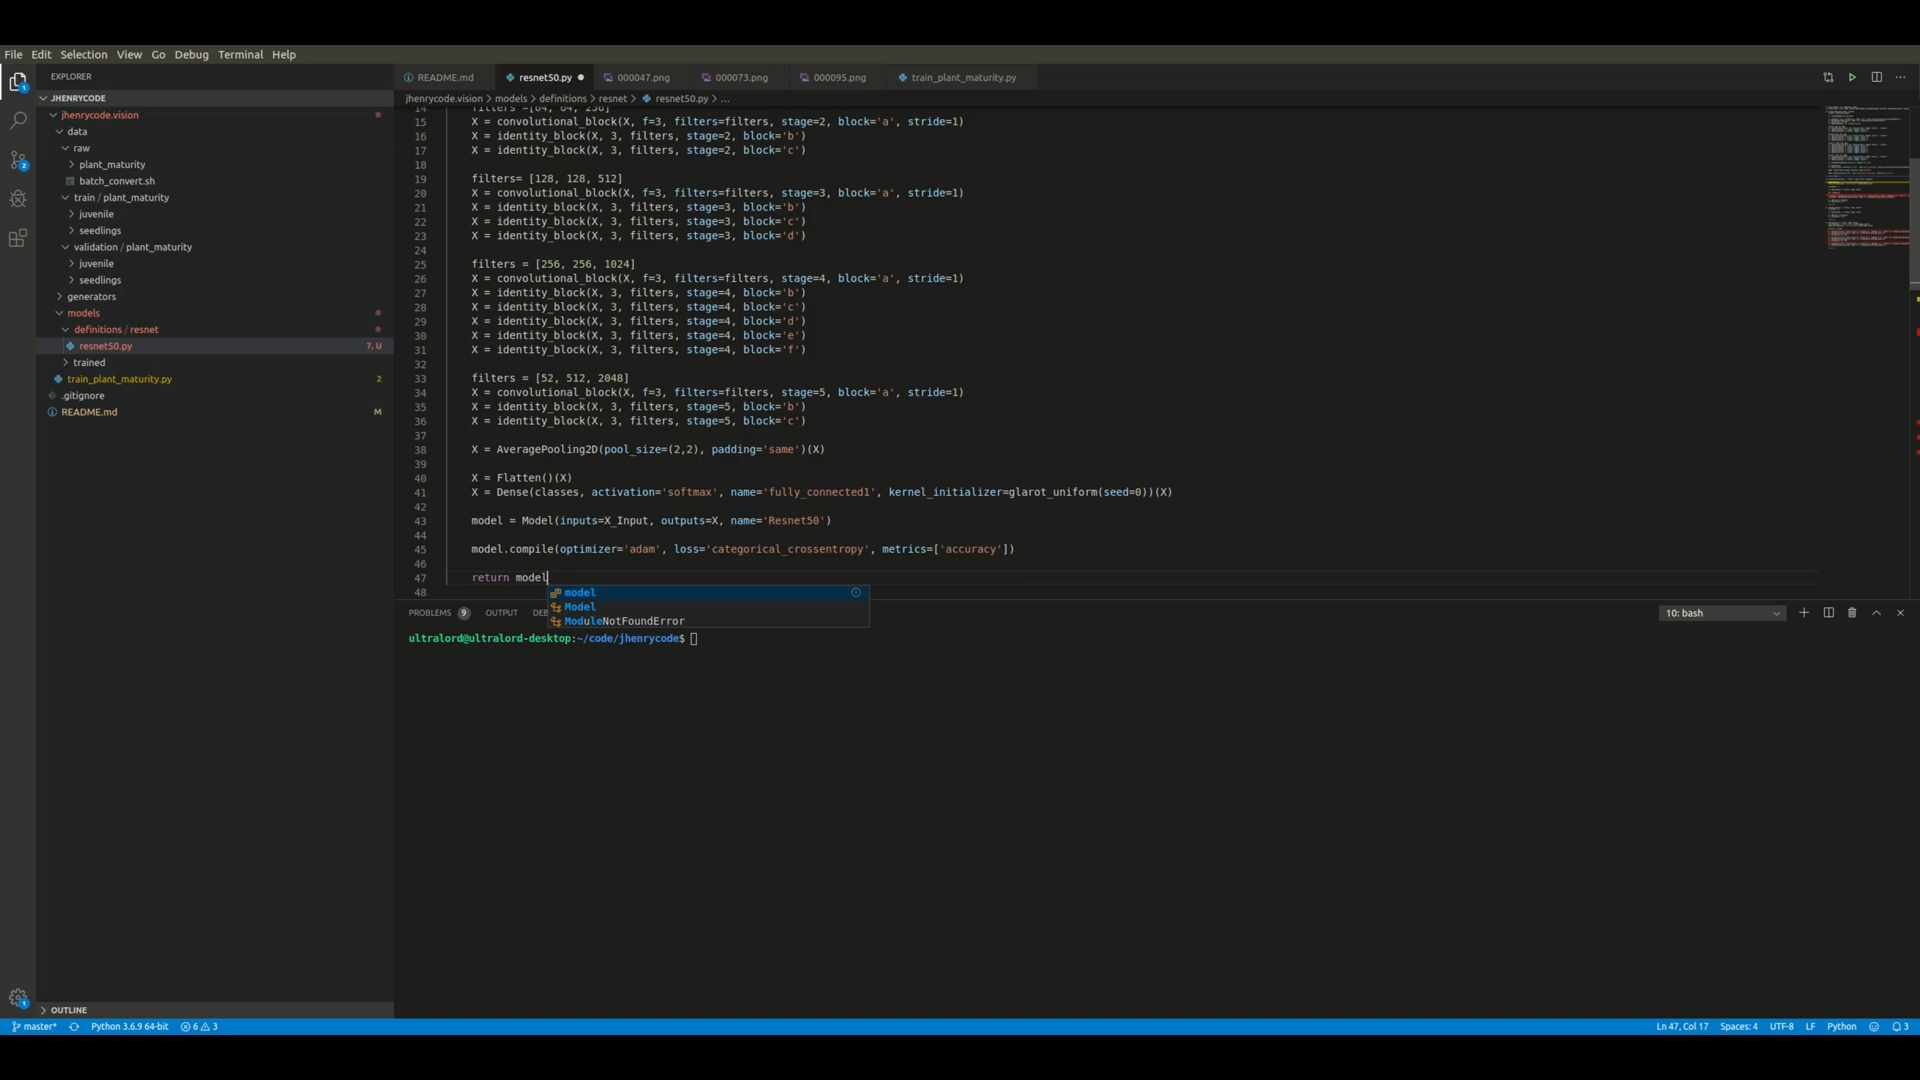 File Edit Selection View Go Debug Terminal Help
EXPLORER
JHENRYCODE
jhenrycode.vision
data
raw
plant_maturity
batch_convert.sh
train / plant_maturity
juvenile
seedlings
validation / plant_maturity
juvenile
seedlings
generators
models
definitions / resnet
resnet50.py 7, U
trained
train_plant_maturity.py 2
.gitignore
README.md M
OUTLINE
README.md resnet50.py 000047.png 000073.png 000095.png train_plant_maturity.py
jhenrycode.vision > models > definitions > resnet > resnet50.py > ...
14 filters =[64, 64, 256]
15 X = convolutional_block(X, f=3, filters=filters, stage=2, block='a', stride=1)
16 X = identity_block(X, 3, filters, stage=2, block='b')
17 X = identity_block(X, 3, filters, stage=2, block='c')
18
19 filters= [128, 128, 512]
20 X = convolutional_block(X, f=3, filters=filters, stage=3, block='a', stride=1)
21 X = identity_block(X, 3, filters, stage=3, block='b')
22 X = identity_block(X, 3, filters, stage=3, block='c')
23 X = identity_block(X, 3, filters, stage=3, block='d')
24
25 filters = [256, 256, 1024]
26 X = convolutional_block(X, f=3, filters=filters, stage=4, block='a', stride=1)
27 X = identity_block(X, 3, filters, stage=4, block='b')
28 X = identity_block(X, 3, filters, stage=4, block='c')
29 X = identity_block(X, 3, filters, stage=4, block='d')
30 X = identity_block(X, 3, filters, stage=4, block='e')
31 X = identity_block(X, 3, filters, stage=4, block='f')
32
33 filters = [52, 512, 2048]
34 X = convolutional_block(X, f=3, filters=filters, stage=5, block='a', stride=1)
35 X = identity_block(X, 3, filters, stage=5, block='b')
36 X = identity_block(X, 3, filters, stage=5, block='c')
37
38 X = AveragePooling2D(pool_size=(2,2), padding='same')(X)
39
40 X = Flatten()(X)
41 X = Dense(classes, activation='softmax', name='fully_connected1', kernel_initializer=glarot_uniform(seed=0))(X)
42
43 model = Model(inputs=X_Input, outputs=X, name='Resnet50')
44
45 model.compile(optimizer='adam', loss='categorical_crossentropy', metrics=['accuracy'])
46
47 return model
48
model
Model
ModuleNotFoundError
PROBLEMS 9 OUTPUT DEB 10: bash
ultralord@ultralord-desktop:~/code/jhenrycode$
master* Python 3.6.9 64-bit 6 3 Ln 47, Col 17 Spaces: 4 UTF-8 LF Python 3